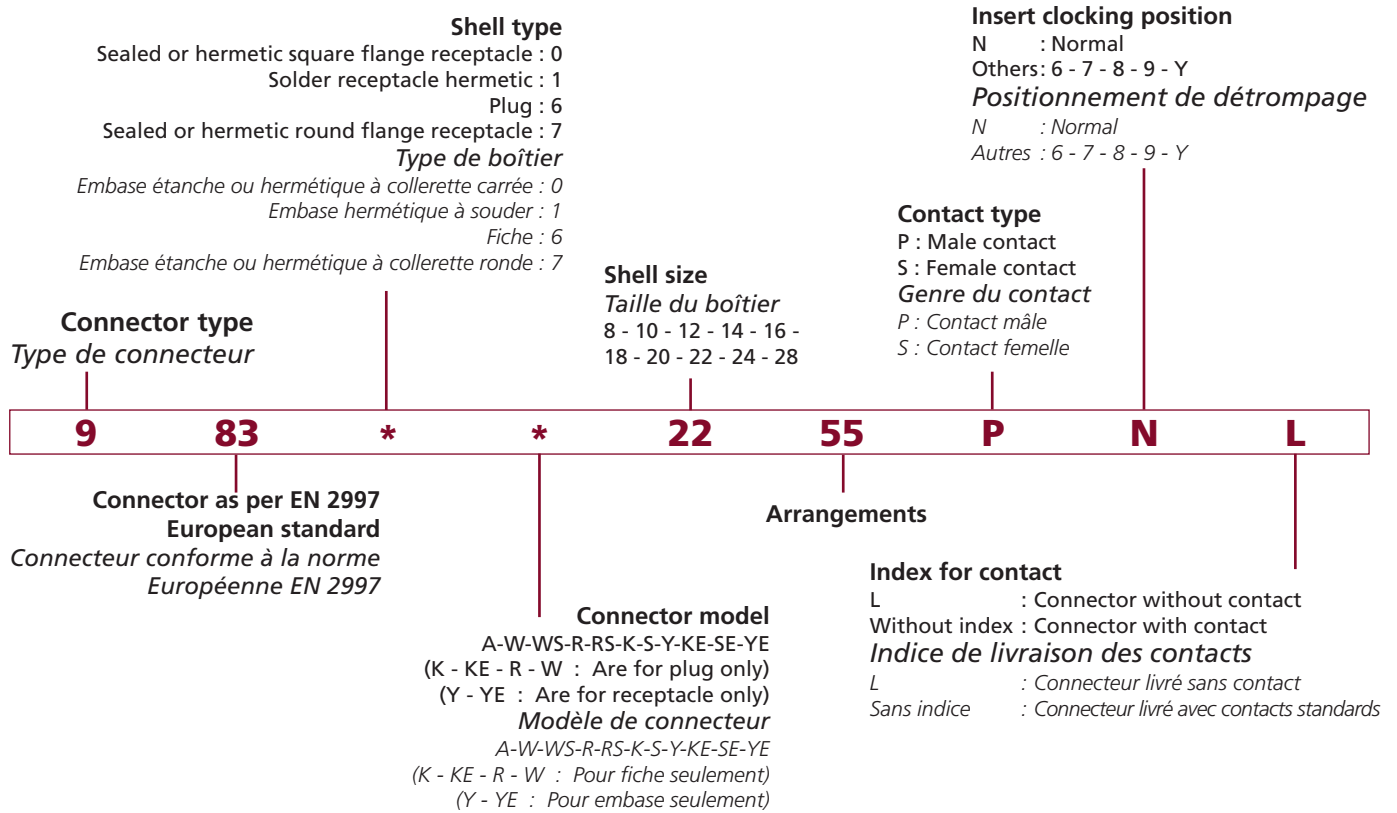 Shell type
Sealed or hermetic square flange receptacle : 0
Solder receptacle hermetic : 1
Plug : 6
Sealed or hermetic round flange receptacle : 7
Type de boîtier
Embase étanche ou hermétique à collerette carrée : 0
Embase hermétique à souder : 1
Fiche : 6
Embase étanche ou hermétique à collerette ronde : 7
Insert clocking position
N : Normal
Others: 6 - 7 - 8 - 9 - Y
Positionnement de détrompage
N : Normal
Autres : 6 - 7 - 8 - 9 - Y
Contact type
P : Male contact
S : Female contact
Genre du contact
P : Contact mâle
S : Contact femelle
Shell size
Taille du boîtier
8 - 10 - 12 - 14 - 16 -
18 - 20 - 22 - 24 - 28
Connector type
Type de connecteur
9 83 * * 22 55 P N L
Connector as per EN 2997
European standard
Connecteur conforme à la norme
Européenne EN 2997
Arrangements
Connector model
A-W-WS-R-RS-K-S-Y-KE-SE-YE
(K - KE - R - W : Are for plug only)
(Y - YE : Are for receptacle only)
Modèle de connecteur
A-W-WS-R-RS-K-S-Y-KE-SE-YE
(K - KE - R - W : Pour fiche seulement)
(Y - YE : Pour embase seulement)
Index for contact
L : Connector without contact
Without index : Connector with contact
Indice de livraison des contacts
L : Connecteur livré sans contact
Sans indice : Connecteur livré avec contacts standards